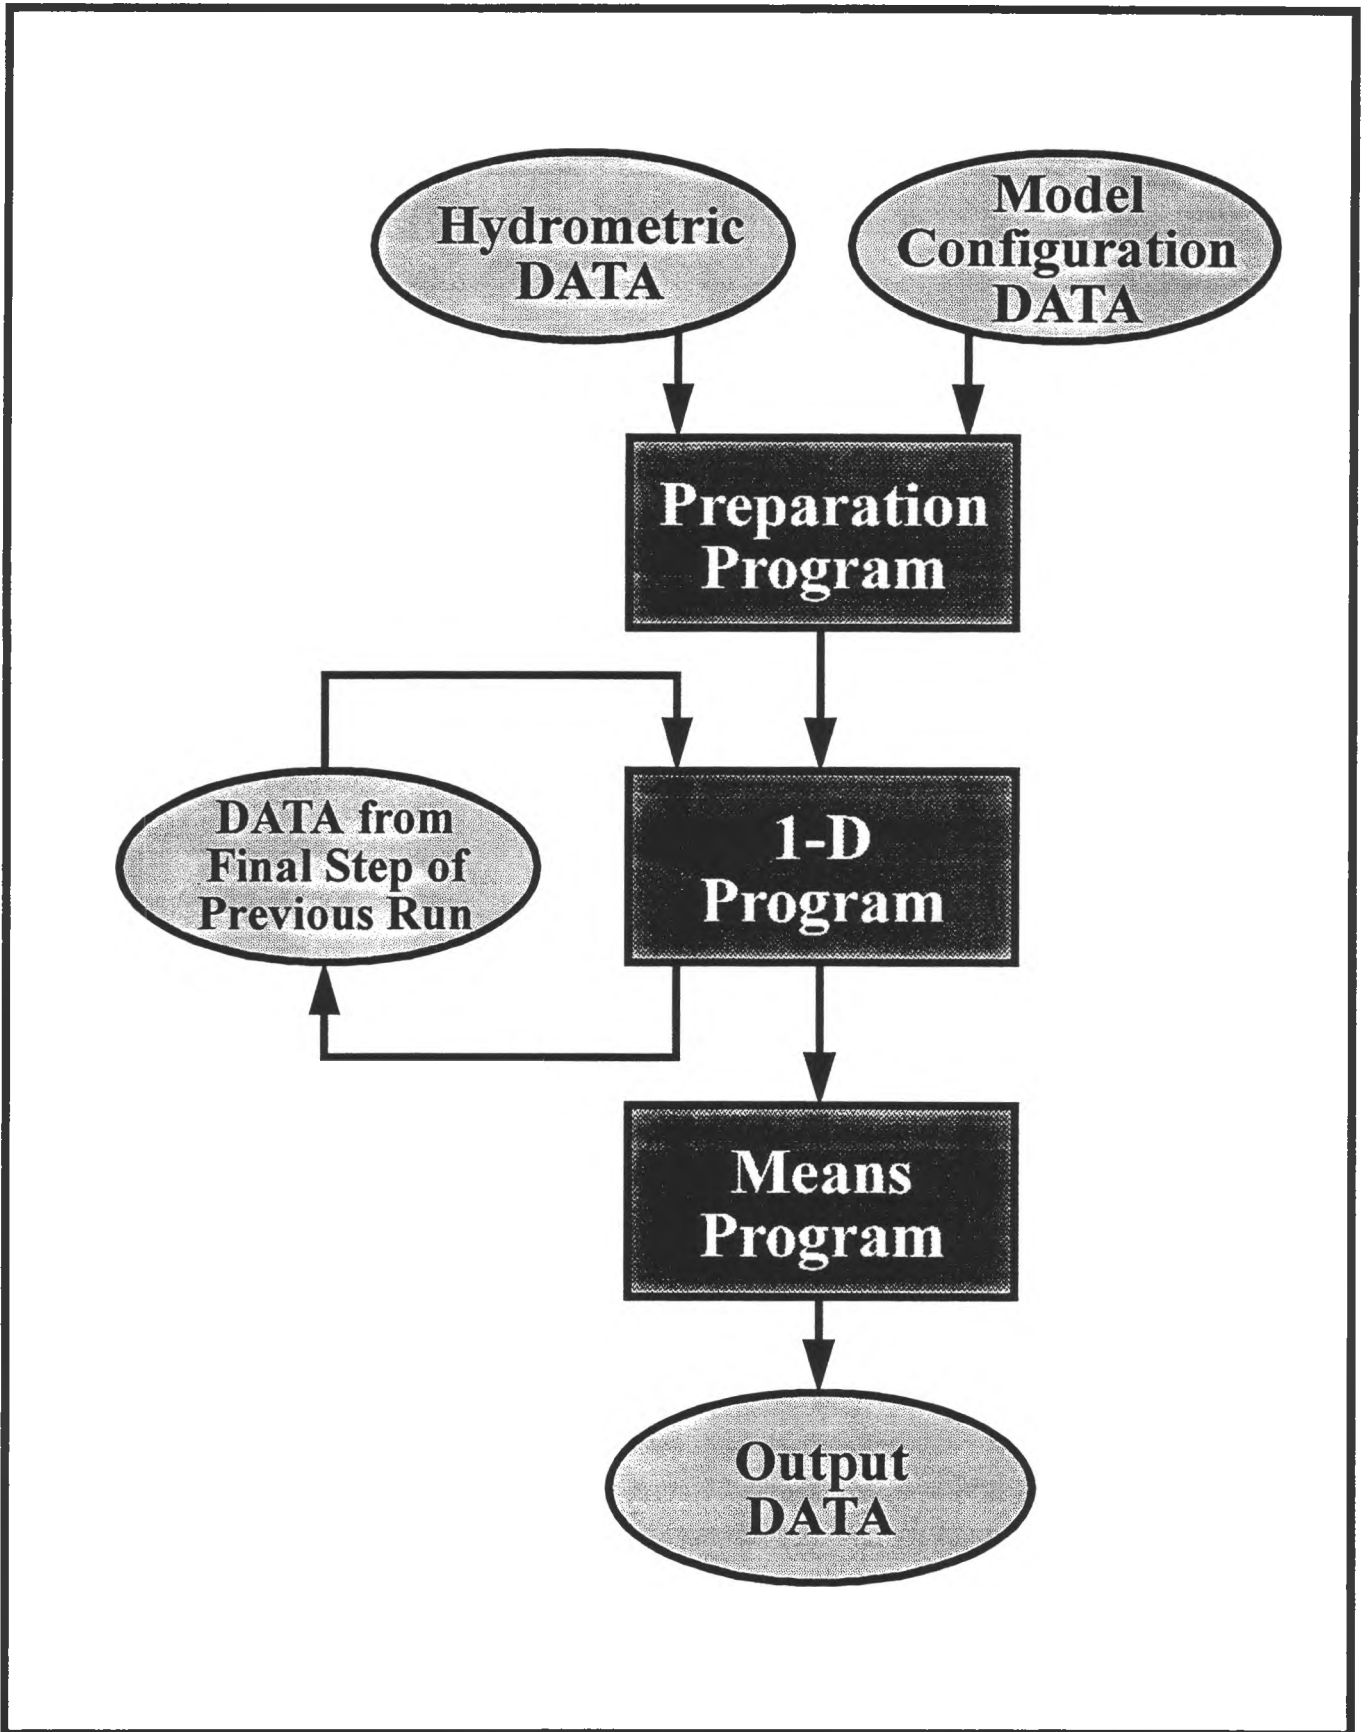 Hydrometric
DATA
Model
Configuration
DATA
Preparation
Program
DATA from
Final Step of
Previous Run
1-D
Program
Means
Program
Output
DATA